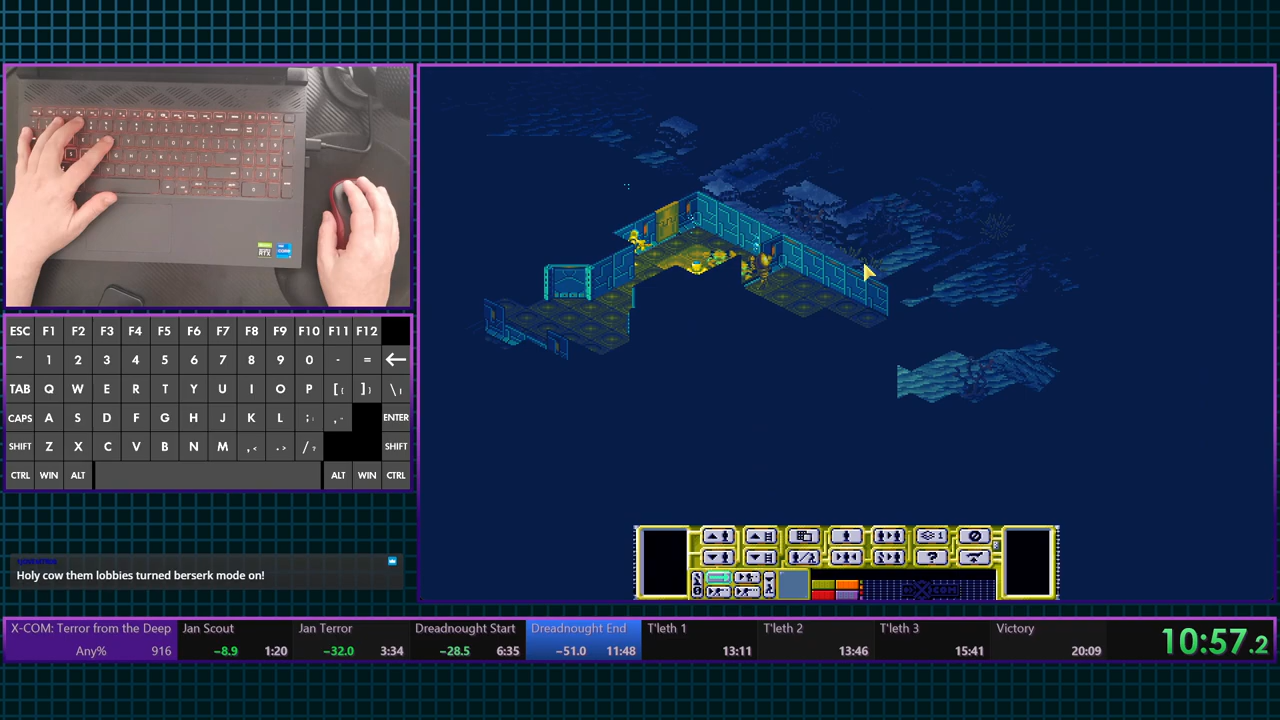 ESC F1 F2 F3 F4 F5 F6 F7 F8 F9 F10 F11 F12
~ 1 2 3 4 5 6 7 8 9 0 - = ←
TAB Q W E R T Y U I O P [{ ]} \|
CAPS A S D F G H J K L ;: ENTER
SHIFT Z X C V B N M ,< .> /? SHIFT
CTRL WIN ALT ALT WIN CTRL
Holy cow them lobbies turned berserk mode on!
X-COM: Terror from the Deep
Any% 916
Jan Scout
-8.9 1:20
Jan Terror
-32.0 3:34
Dreadnought Start
-28.5 6:35
Dreadnought End
-51.0 11:48
T'leth 1
13:11
T'leth 2
13:46
T'leth 3
15:41
Victory
20:09
10:57.2